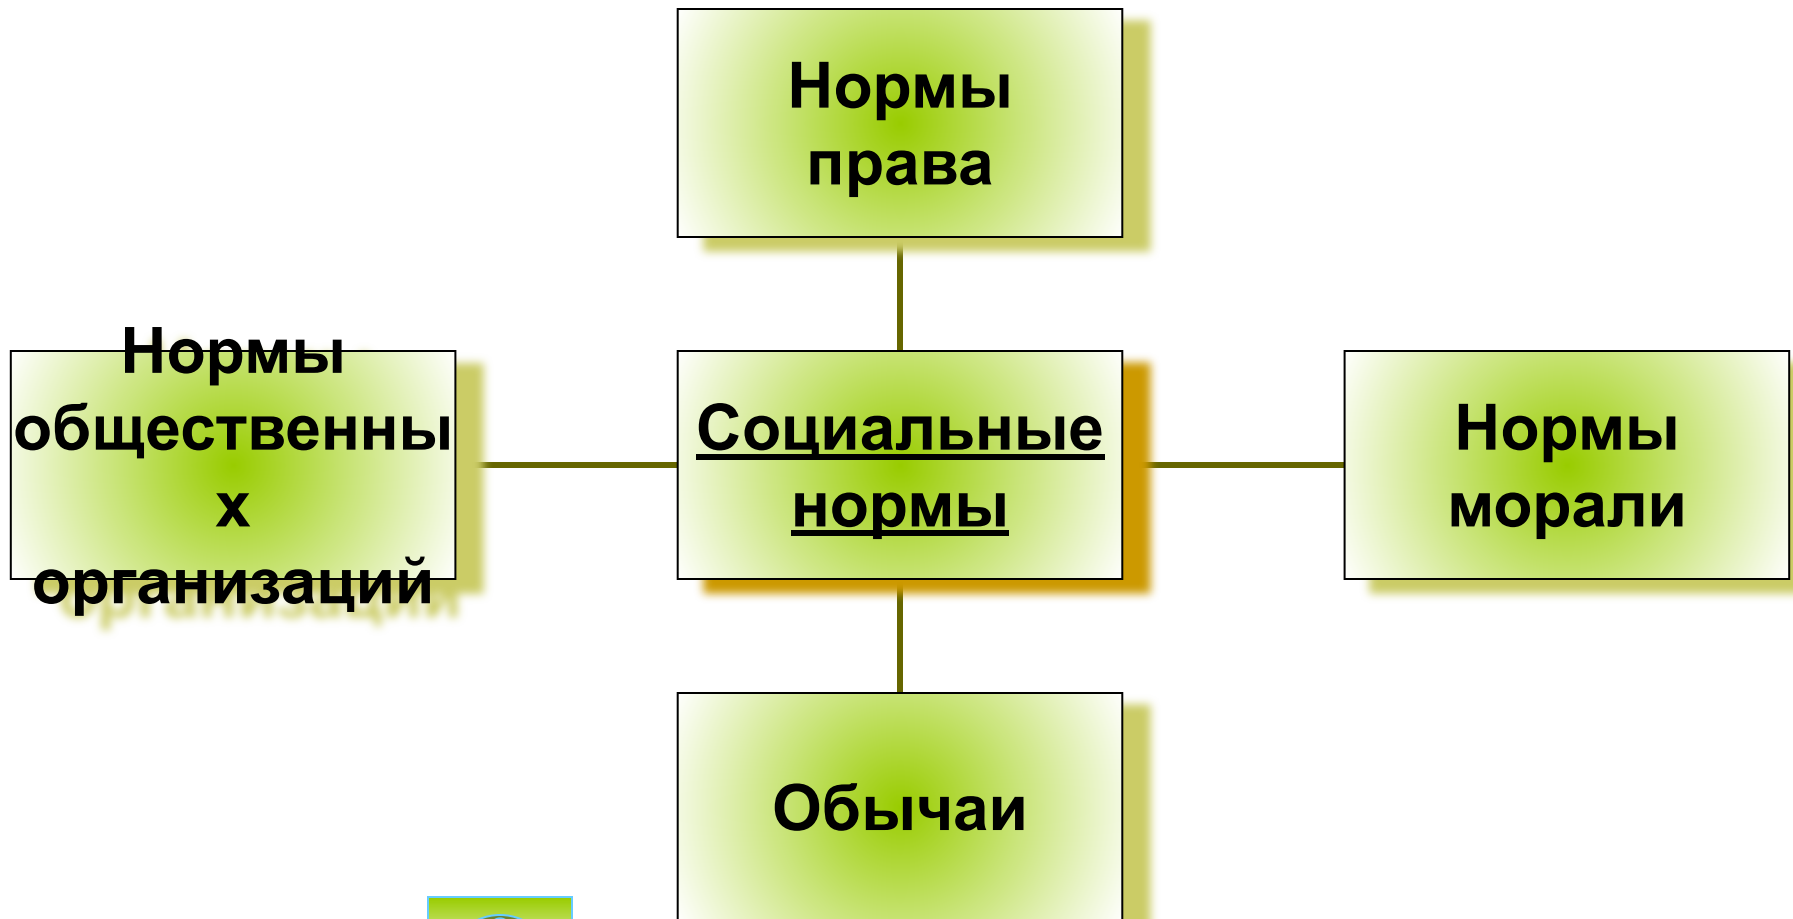 Нормы
права
Нормы
общественны
х
организаций
Социальные
нормы
Нормы
морали
Обычаи